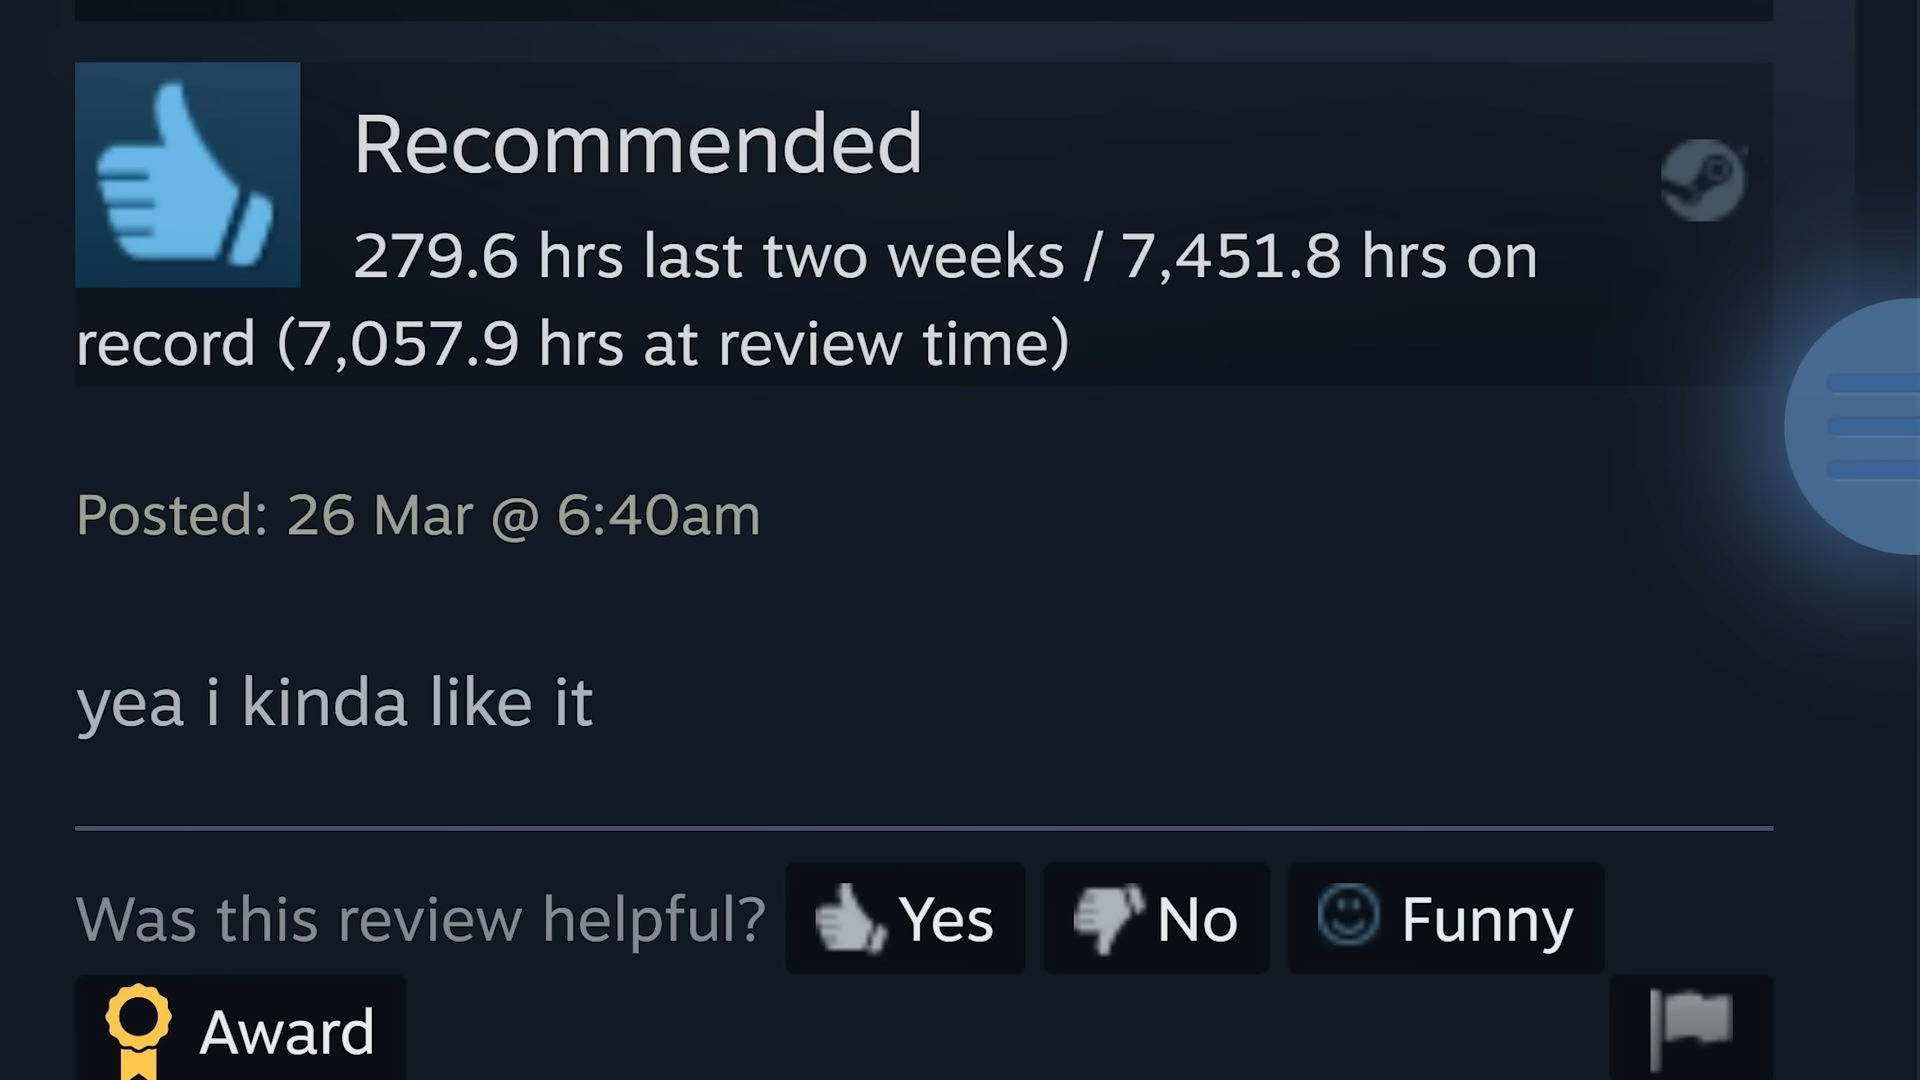 Recommended
279.6 hrs last two weeks / 7,451.8 hrs on
record (7,057.9 hrs at review time)
Posted: 26 Mar @ 6:40am
yea i kinda like it
Was this review helpful? Yes No Funny
Award